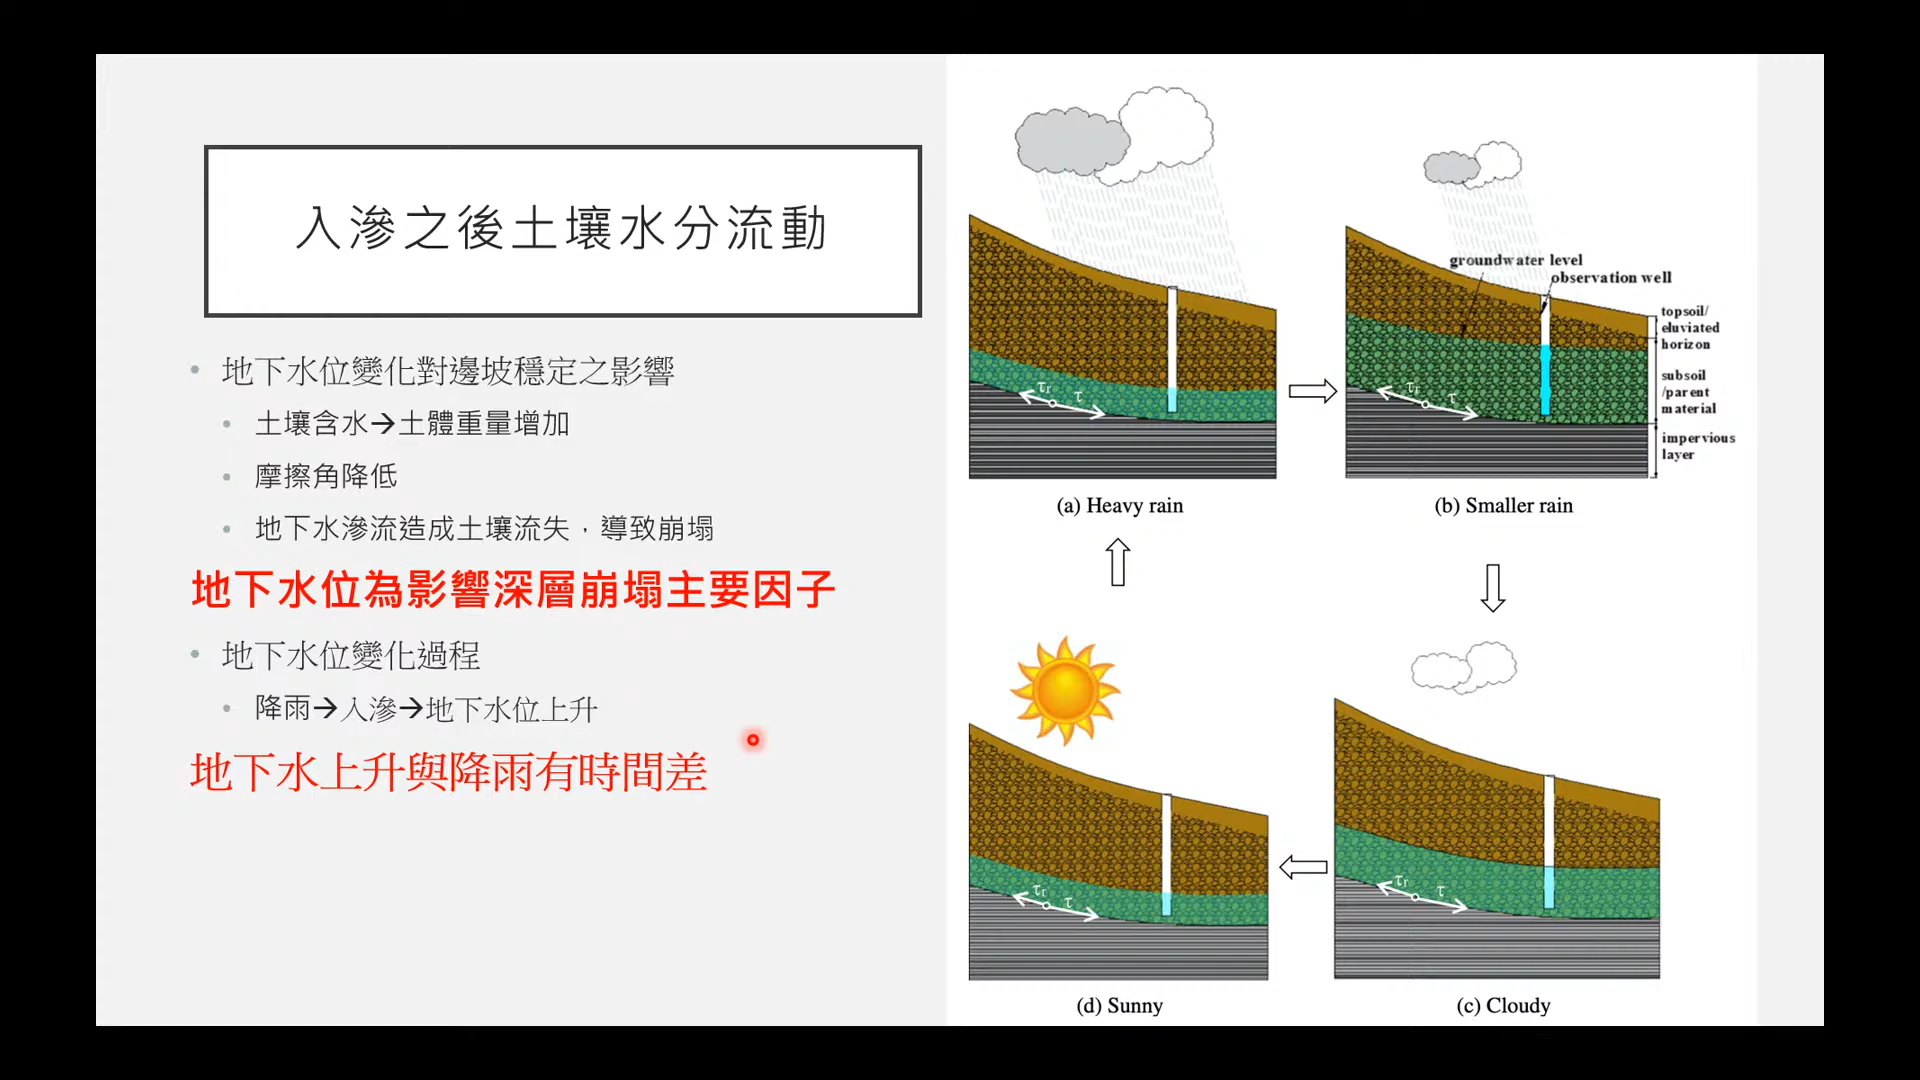 入滲之後土壤水分流動
地下水位變化對邊坡穩定之影響
土壤含水→土體重量增加
摩擦角降低
地下水滲流造成土壤流失，導致崩塌
地下水位為影響深層崩塌主要因子
地下水位變化過程
降雨→入滲→地下水位上升
地下水上升與降雨有時間差
τr
τ
(a) Heavy rain
groundwater level
observation well
topsoil/
eluviated
horizon
subsoil
/parent
material
impervious
layer
τr
τ
(b) Smaller rain
τr
τ
(d) Sunny
τr
τ
(c) Cloudy